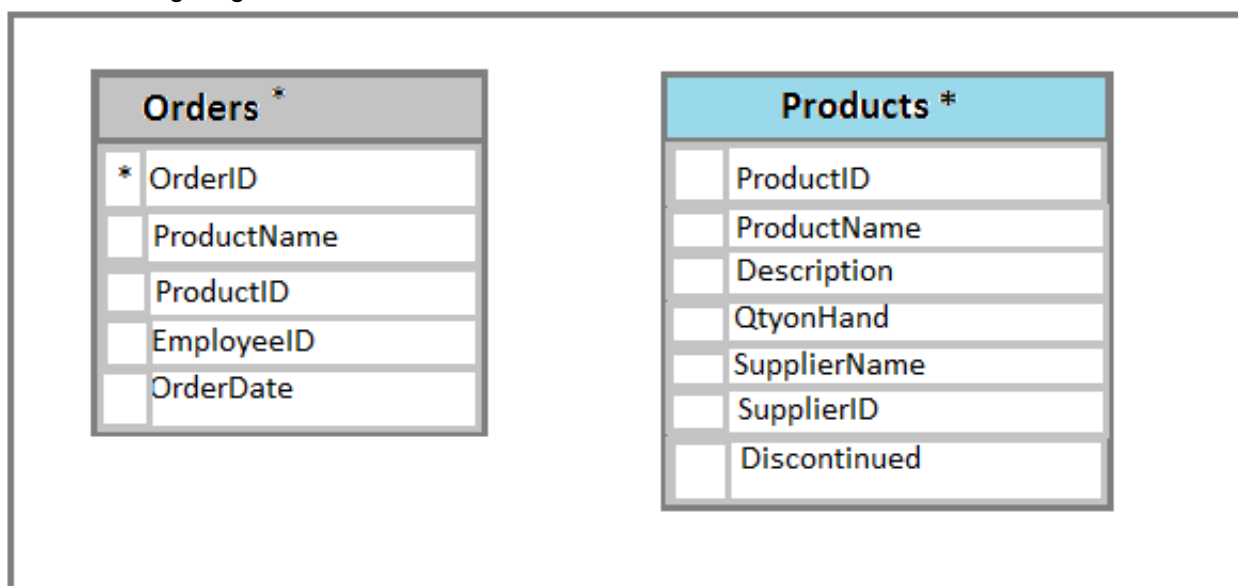 Orders *
* OrderID
ProductName
ProductID
EmployeeID
OrderDate
Products *
ProductID
ProductName
Description
QtyonHand
SupplierName
SupplierID
Discontinued